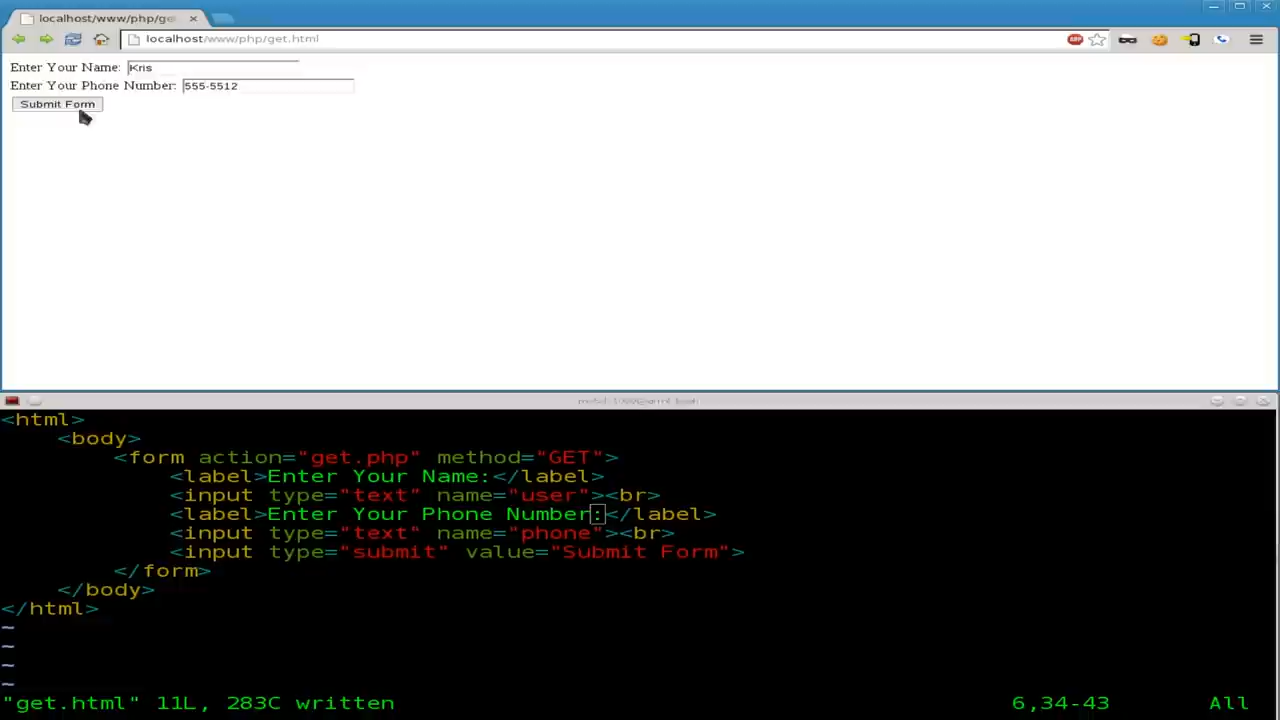 localhost/www/php/ge
localhost/www/php/get.html
ABP
Enter Your Name: Kris
Enter Your Phone Number: 555-5512
Submit Form
<html>
<body>
<form action="get.php" method="GET">
<label>Enter Your Name:</label>
<input type="text" name="user"><br>
<label>Enter Your Phone Number:</label>
<input type="text" name="phone"><br>
<input type="submit" value="Submit Form">
</form>
</body>
</html>
~
~
~
~
"get.html" 11L, 283C written 6,34-43 All